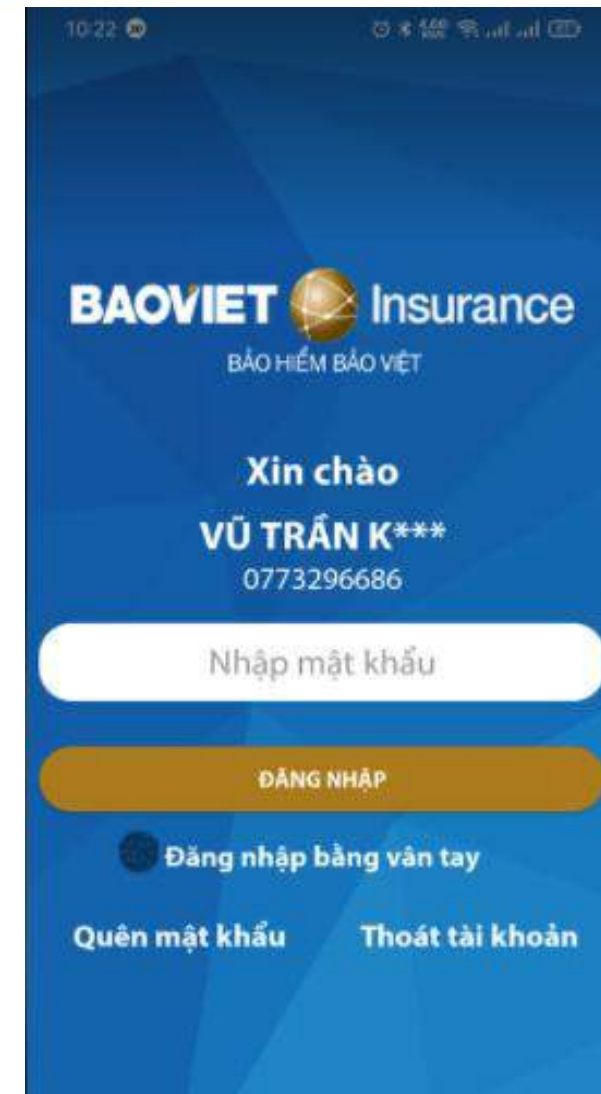 10:22
BAOVIET Insurance
BẢO HIỂM BẢO VIỆT
Xin chào
VŨ TRẦN K***
0773296686
Nhập mật khẩu
ĐĂNG NHẬP
Đăng nhập bằng vân tay
Quên mật khẩu Thoát tài khoản